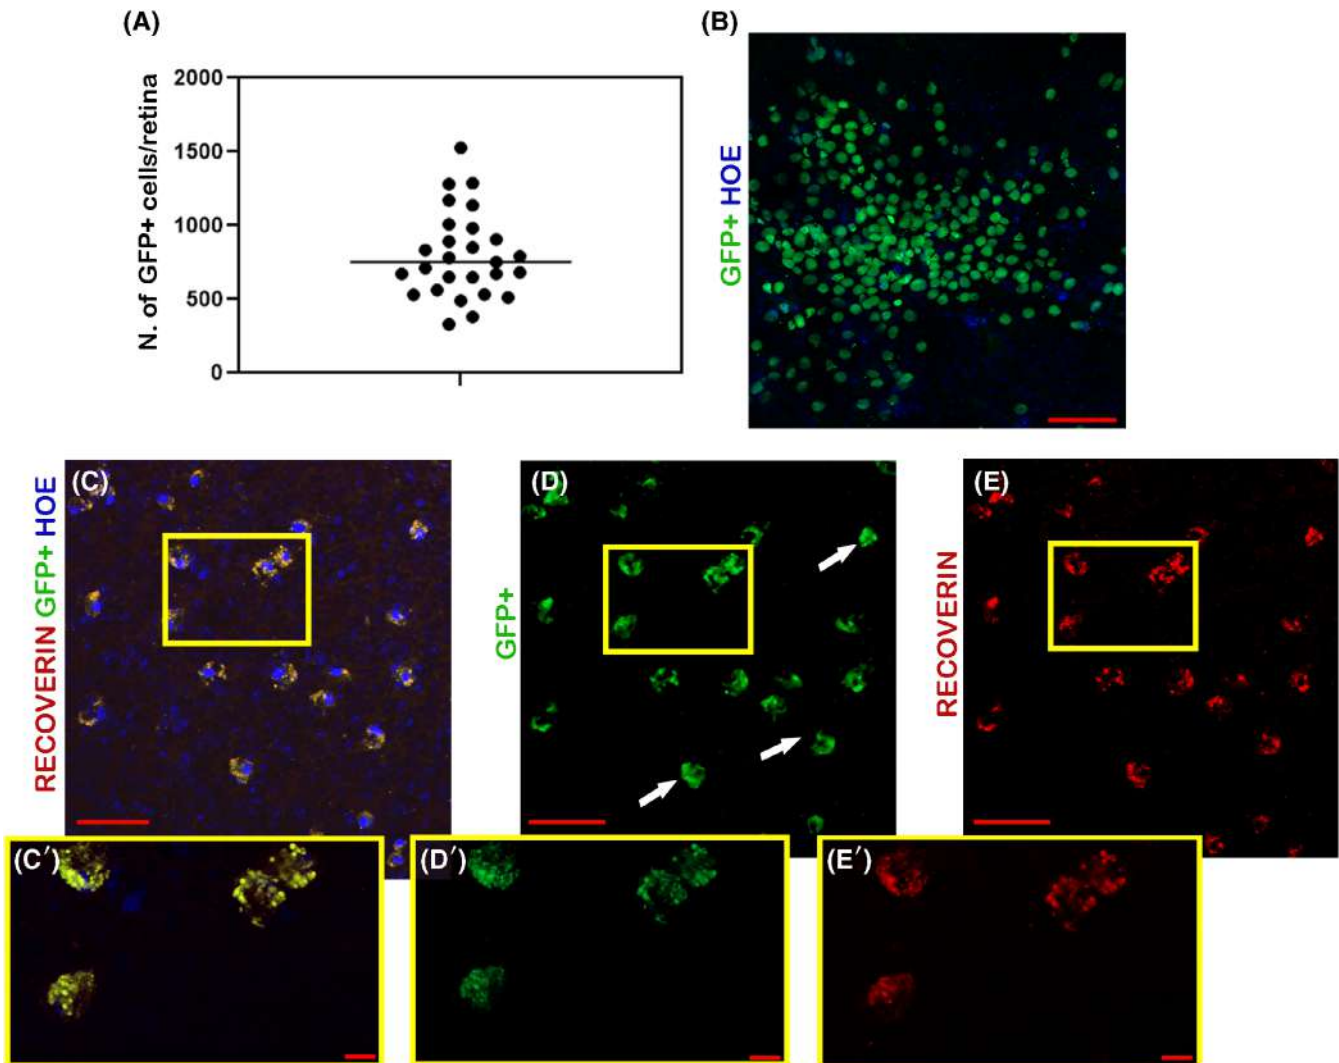 (A)
N. of GFP+ cells/retina
2000
1500
1000
500
0
(B)
GFP+ HOE
(C)
RECOVERIN GFP+ HOE
(D)
GFP+
(E)
RECOVERIN
(C′)
(D′)
(E′)